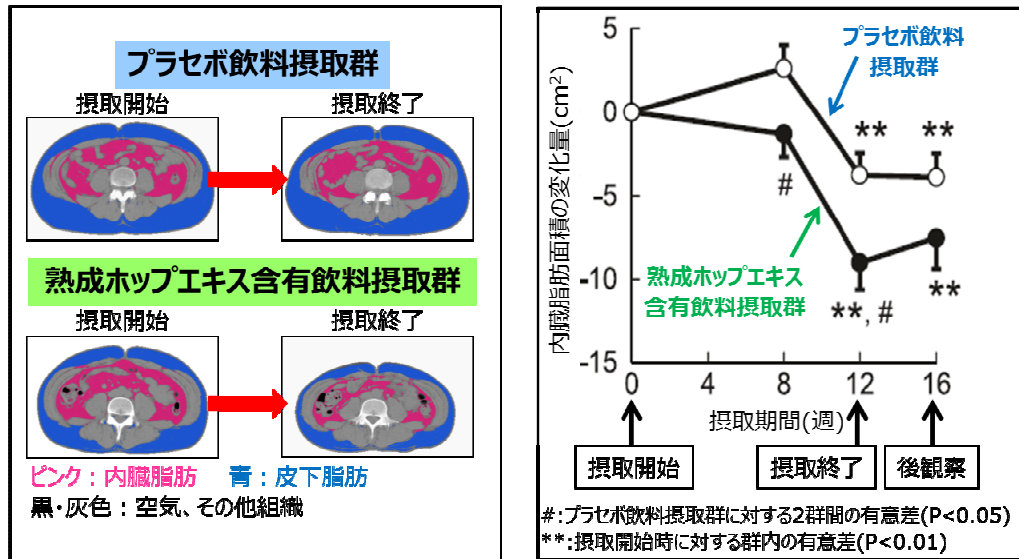 プラセボ飲料摂取群
摂取開始
摂取終了
熟成ホップエキス含有飲料摂取群
摂取開始
摂取終了
ピンク：内臓脂肪 青：皮下脂肪
黒・灰色：空気、その他組織
内臓脂肪面積の変化量(cm²)
5
0
-5
-10
-15
プラセボ飲料
摂取群
** **
#
熟成ホップエキス
含有飲料摂取群
**, #
**
0 4 8 12 16
摂取期間(週)
摂取開始
摂取終了
後観察
#:プラセボ飲料摂取群に対する2群間の有意差(P<0.05)
**:摂取開始時に対する群内の有意差(P<0.01)